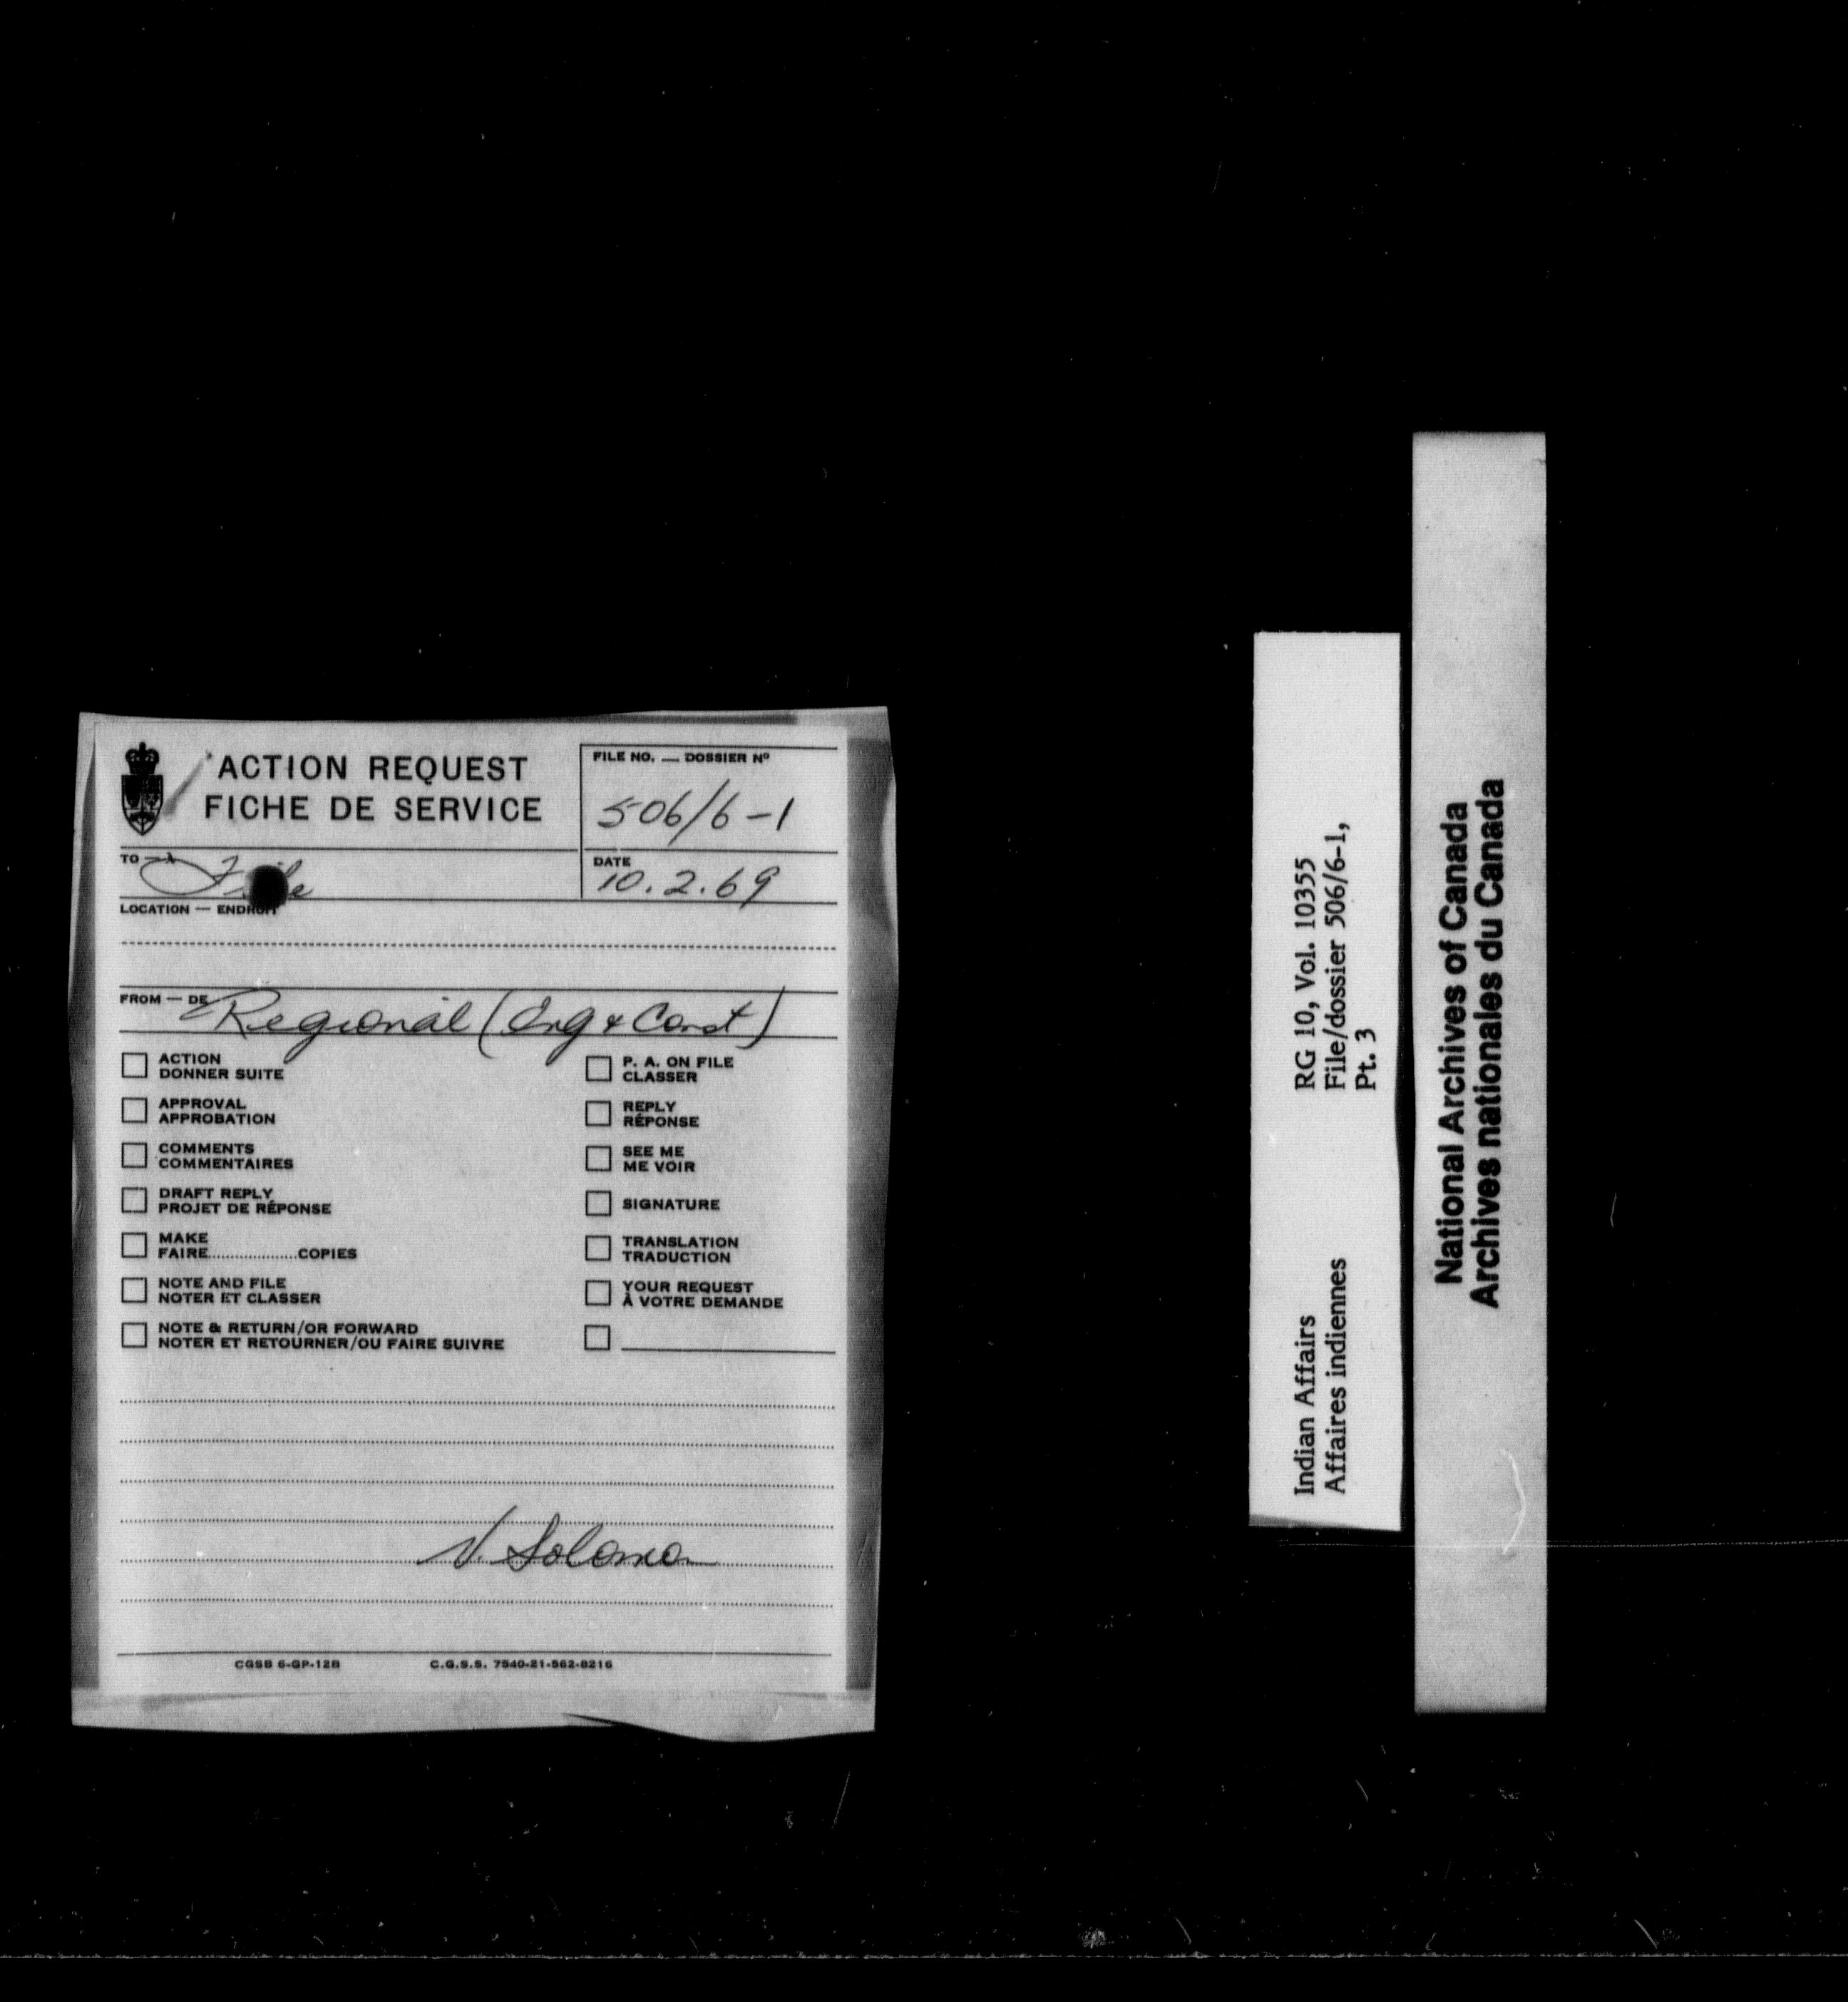 ACTION REQUEST
FICHE DE SERVICE
FILE NO. — DOSSIER Nº
506/6-1
TO — À
File
DATE
10.2.69
LOCATION — ENDROIT
FROM — DE
Regional (Eng & Const)
ACTION
DONNER SUITE
APPROVAL
APPROBATION
COMMENTS
COMMENTAIRES
DRAFT REPLY
PROJET DE RÉPONSE
MAKE
FAIRE..................COPIES
NOTE AND FILE
NOTER ET CLASSER
NOTE & RETURN/OR FORWARD
NOTER ET RETOURNER/OU FAIRE SUIVRE
P. A. ON FILE
CLASSER
REPLY
RÉPONSE
SEE ME
ME VOIR
SIGNATURE
TRANSLATION
TRADUCTION
YOUR REQUEST
À VOTRE DEMANDE
V. Solomon
CGSB 6-GP-12B C.G.S.S. 7540-21-562-8216
Indian Affairs RG 10, Vol. 10355
Affaires indiennes File/dossier 506/6-1,
Pt. 3
National Archives of Canada
Archives nationales du Canada